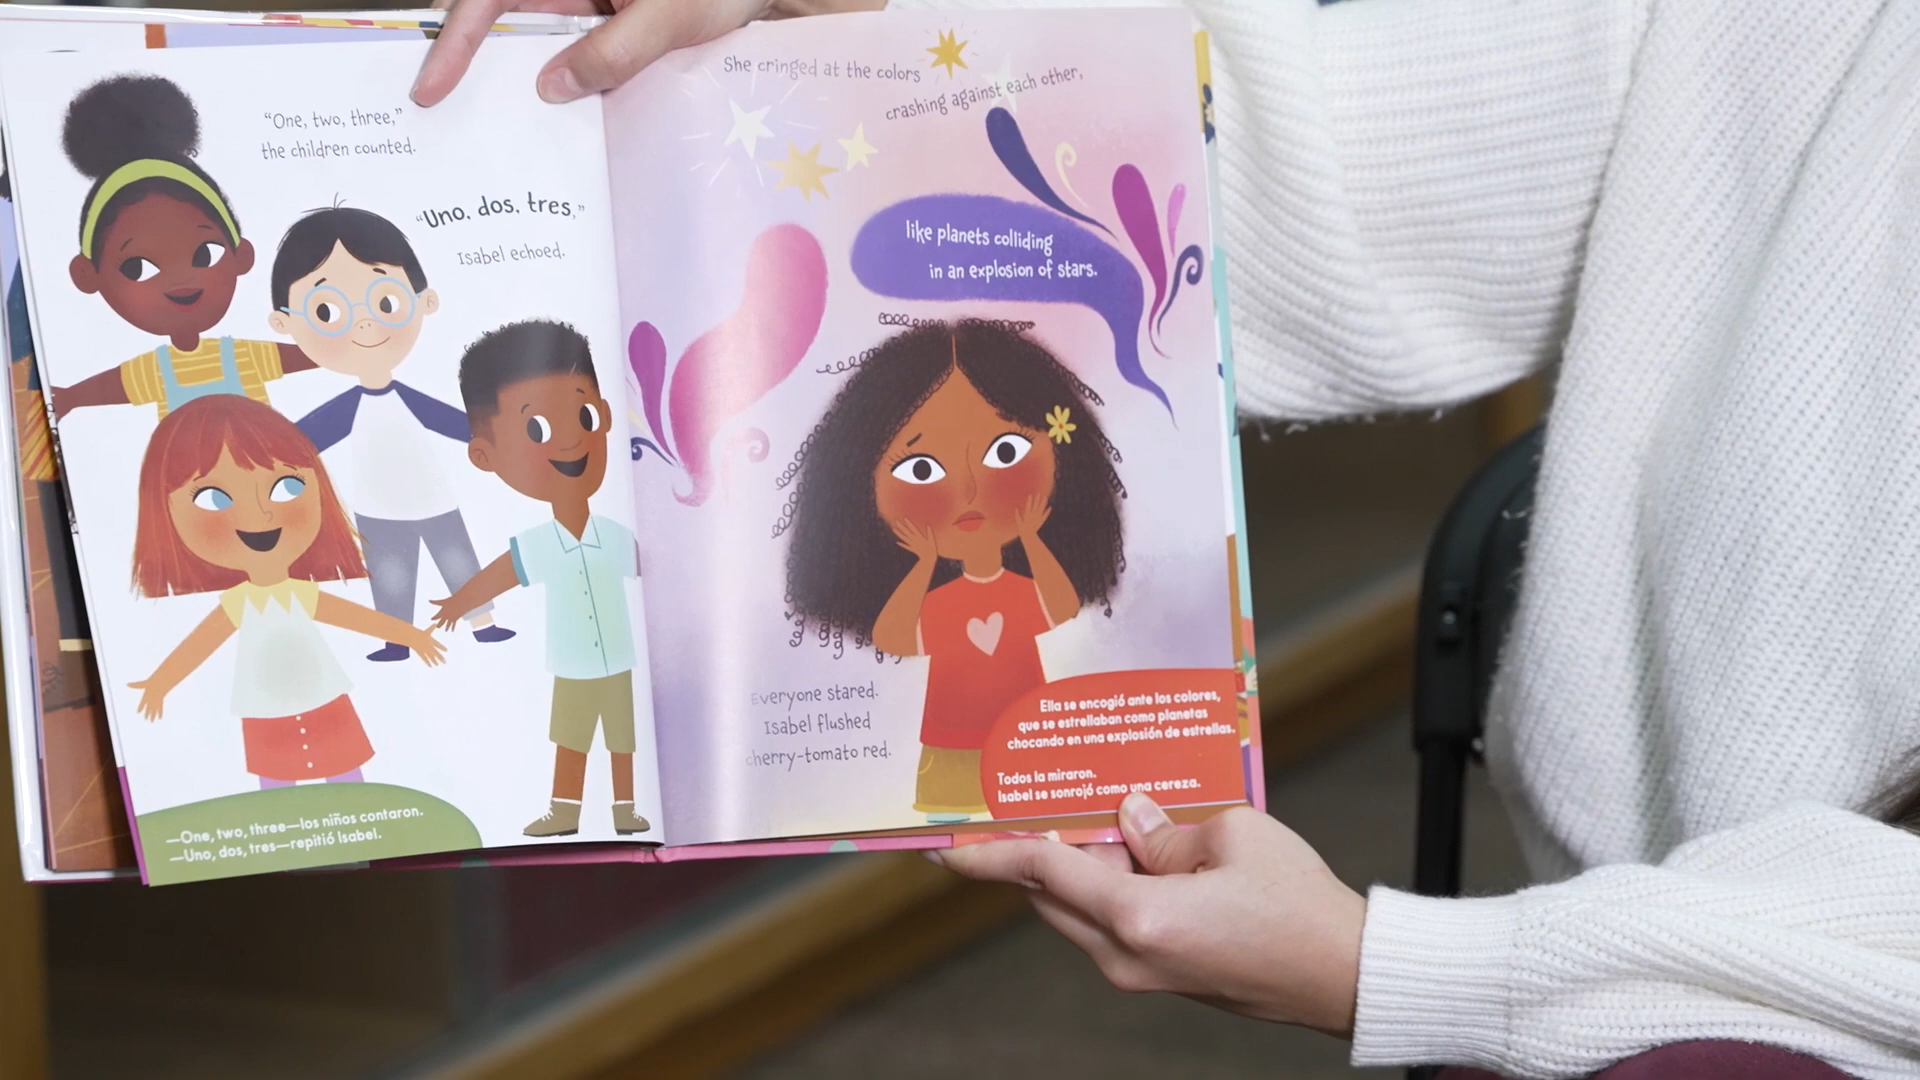 “One, two, three,”
the children counted.
“Uno, dos, tres,”
Isabel echoed.
—One, two, three—los niños contaron.
—Uno, dos, tres—repitió Isabel.
She cringed at the colors
crashing against each other,
like planets colliding
in an explosion of stars.
Everyone stared.
Isabel flushed
cherry-tomato red.
Ella se encogió ante los colores,
que se estrellaban como planetas
chocando en una explosión de estrellas.
Todos la miraron.
Isabel se sonrojó como una cereza.